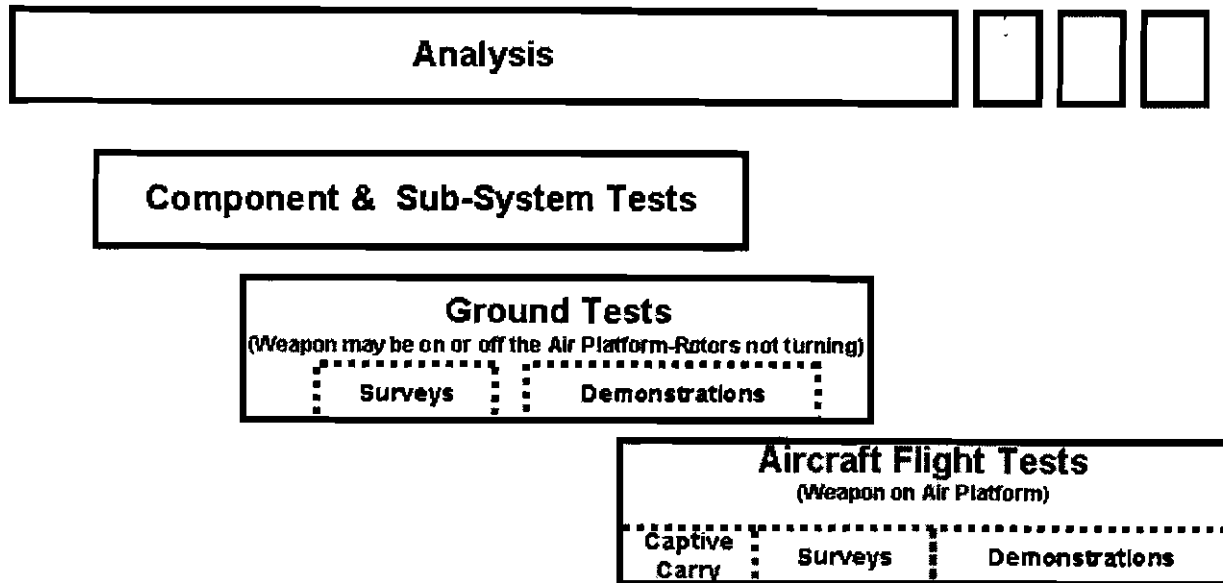 Analysis
Component & Sub-System Tests
Ground Tests
(Weapon may be on or off the Air Platform-Rotors not turning)
Surveys
Demonstrations
Aircraft Flight Tests
(Weapon on Air Platform)
Captive
Carry
Surveys
Demonstrations